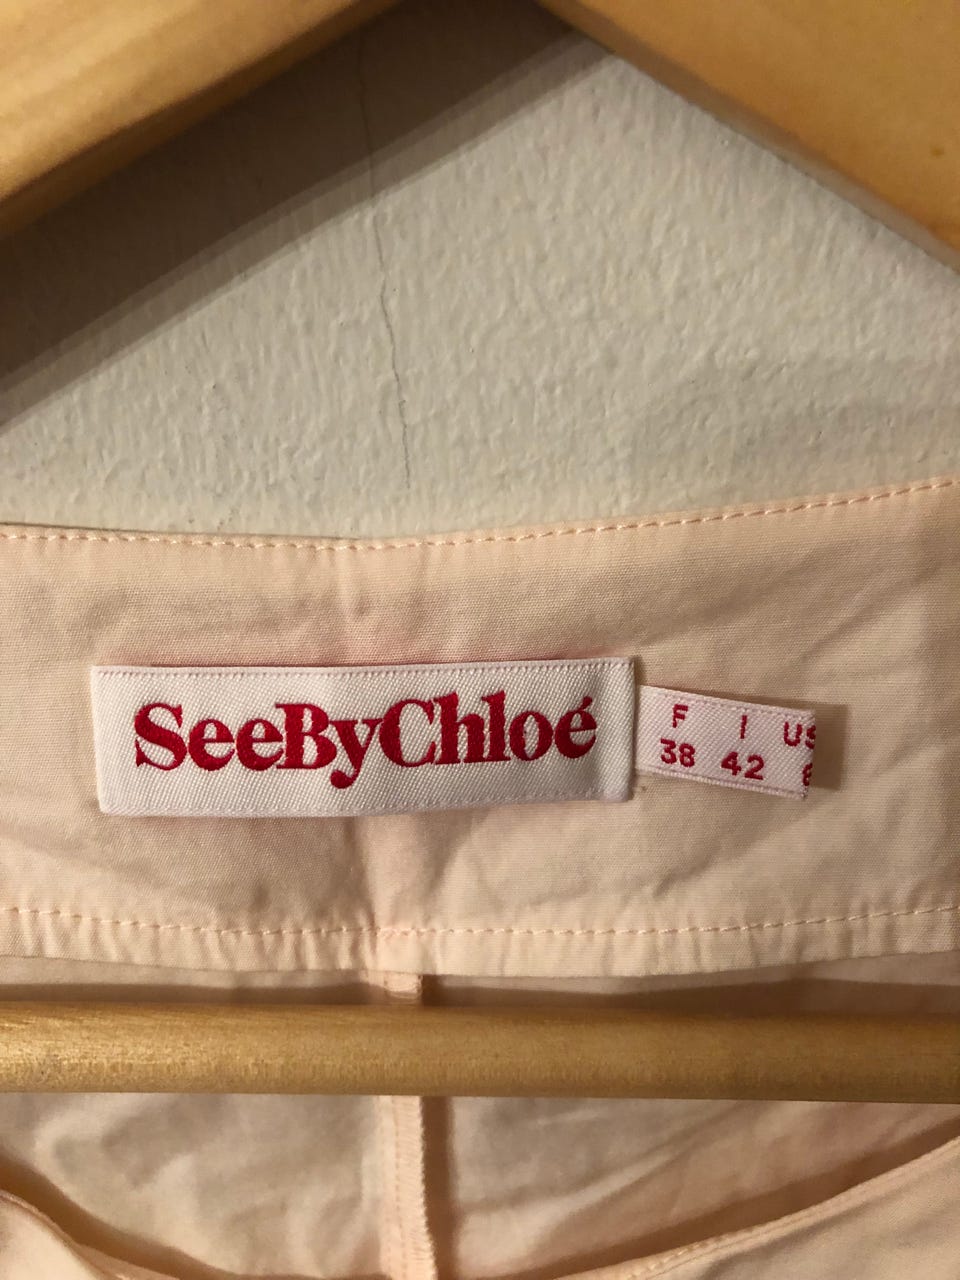 SeeByChloé
F I US
38 42